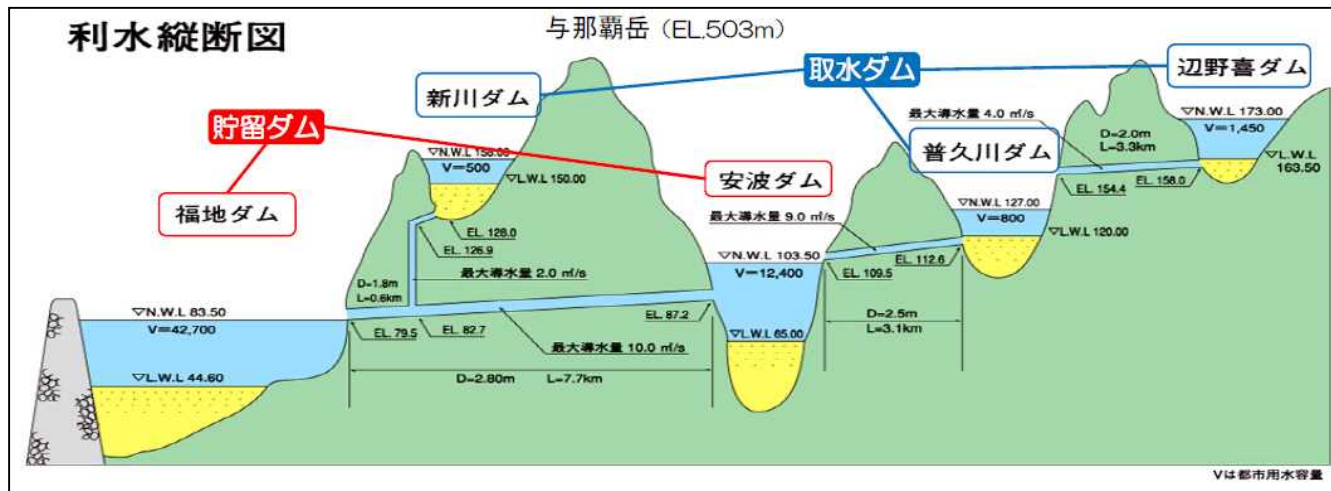 利水縦断図
与那覇岳（EL.503m）
取水ダム
辺野喜ダム
新川ダム
貯留ダム
普久川ダム
安波ダム
福地ダム
最大導水量 4.0 ㎥/s
D=2.0m
L=3.3km
▽N.W.L 173.00
V=1,450
▽L.W.L
163.50
EL. 154.4
EL. 158.0
V=500
▽L.W.L 150.00
EL. 128.0
EL. 126.9
最大導水量 9.0 ㎥/s
▽N.W.L 127.00
V=800
▽L.W.L 120.00
EL. 112.6
EL. 109.5
D=2.5m
L=3.1km
▽N.W.L 103.50
V=12,400
▽L.W.L 65.00
EL. 87.2
D=1.8m
L=0.6km
最大導水量 2.0 ㎥/s
▽N.W.L 83.50
V=42,700
EL. 79.5
EL. 82.7
最大導水量 10.0 ㎥/s
▽L.W.L 44.60
D=2.80m
L=7.7km
Vは都市用水容量